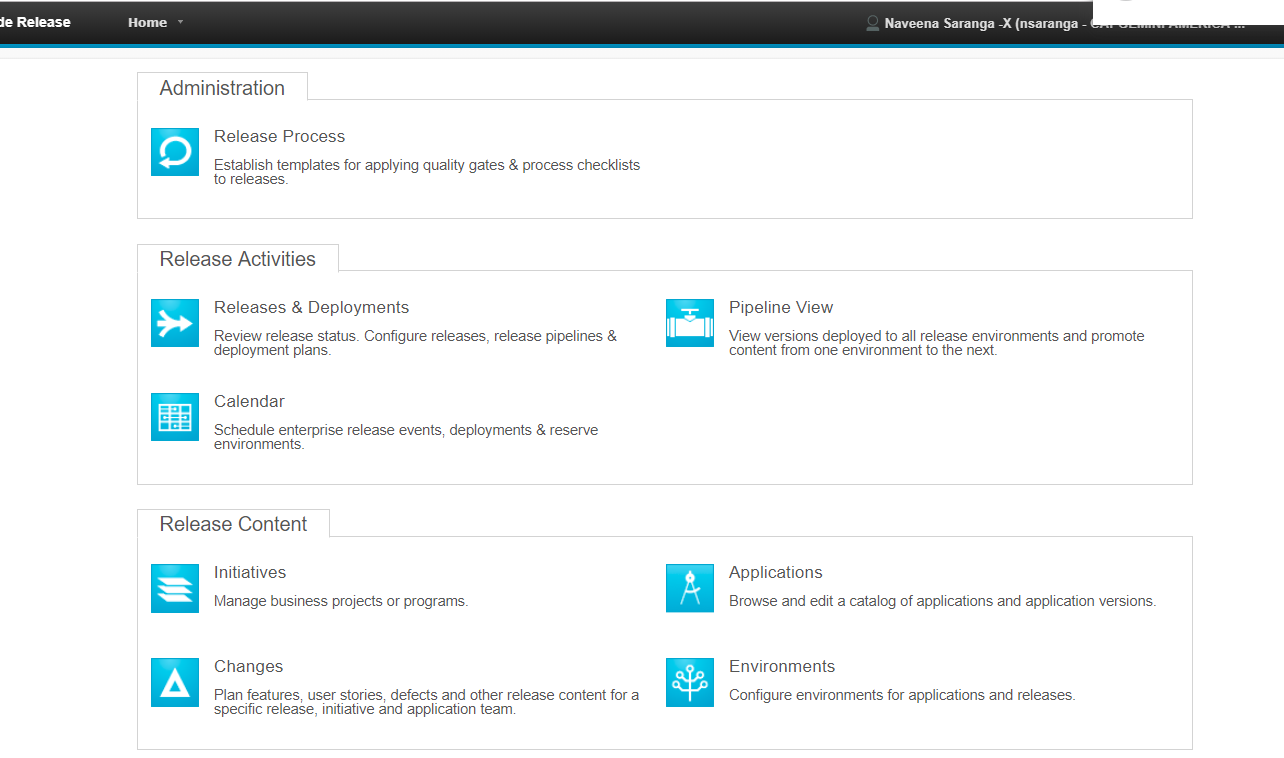 de Release Home Naveena Saranga -X (nsaranga - CAPGEMINI AMERICA ...
Administration
Release Process
Establish templates for applying quality gates & process checklists
to releases.
Release Activities
Releases & Deployments
Review release status. Configure releases, release pipelines &
deployment plans.
Pipeline View
View versions deployed to all release environments and promote
content from one environment to the next.
Calendar
Schedule enterprise release events, deployments & reserve
environments.
Release Content
Initiatives
Manage business projects or programs.
Applications
Browse and edit a catalog of applications and application versions.
Changes
Plan features, user stories, defects and other release content for a
specific release, initiative and application team.
Environments
Configure environments for applications and releases.